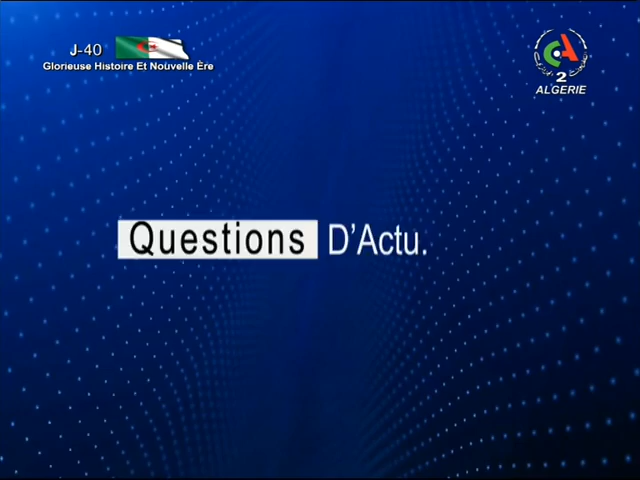 J-40
Glorieuse Histoire Et Nouvelle Ère
2
ALGERIE
Questions D'Actu.